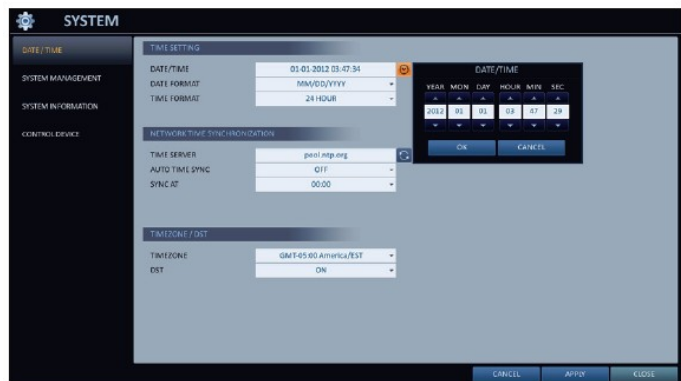 SYSTEM
DATE / TIME
SYSTEM MANAGEMENT
SYSTEM INFORMATION
CONTROL DEVICE
TIME SETTING
DATE/TIME 01-01-2012 03:47:34
DATE FORMAT MM/DD/YYYY
TIME FORMAT 24 HOUR
NETWORK TIME SYNCHRONIZATION
TIME SERVER pool.ntp.org
AUTO TIME SYNC OFF
SYNC AT 00:00
TIMEZONE / DST
TIMEZONE GMT-05:00 America/EST
DST ON
DATE/TIME
YEAR MON DAY HOUR MIN SEC
2012 01 01 03 47 29
OK CANCEL
CANCEL APPLY CLOSE